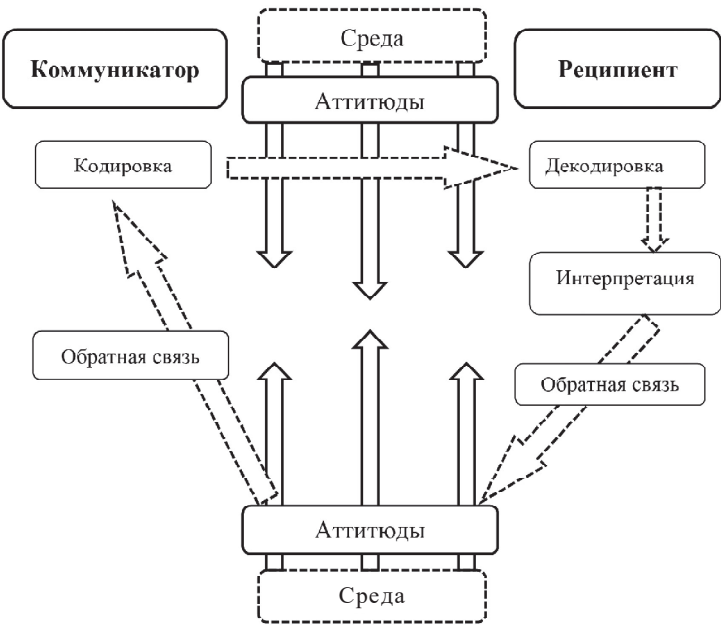 Среда
Коммуникатор
Реципиент
Аттитюды
Кодировка
Декодировка
Интерпретация
Обратная связь
Обратная связь
Аттитюды
Среда